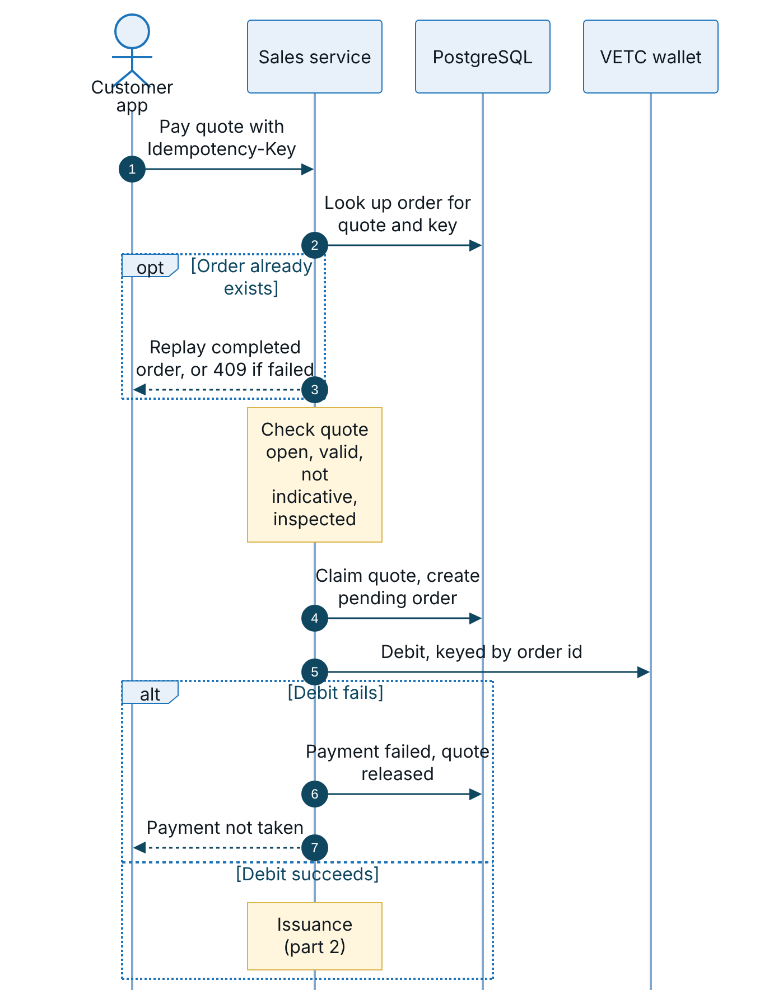 Customer
app
Sales service
PostgreSQL
VETC wallet
Pay quote with
Idempotency-Key
1
Look up order for
quote and key
2
opt
[Order already
exists]
Replay completed
order, or 409 if failed
3
Check quote
open, valid,
not
indicative,
inspected
Claim quote, create
pending order
4
Debit, keyed by order id
5
alt
[Debit fails]
Payment failed, quote
released
6
Payment not taken
7
[Debit succeeds]
Issuance
(part 2)